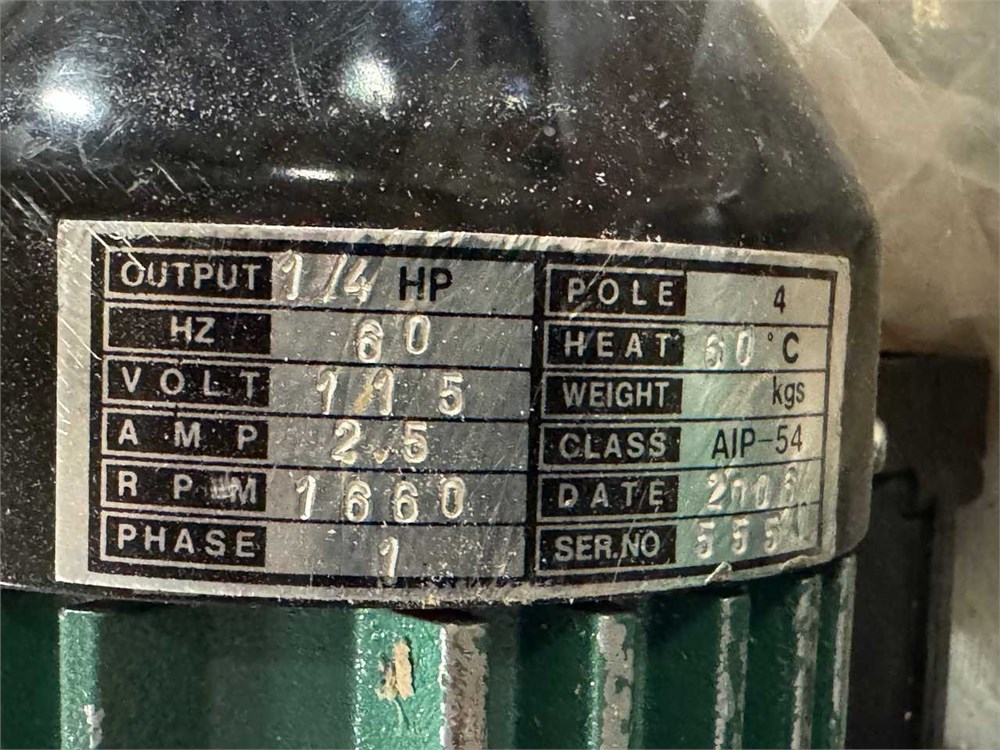 OUTPUT 1/4 HP
HZ 60
VOLT 115
AMP 2.5
RPM 1660
PHASE 1
POLE 4
HEAT 60°C
WEIGHT kgs
CLASS AIP-54
DATE 2006
SER.NO